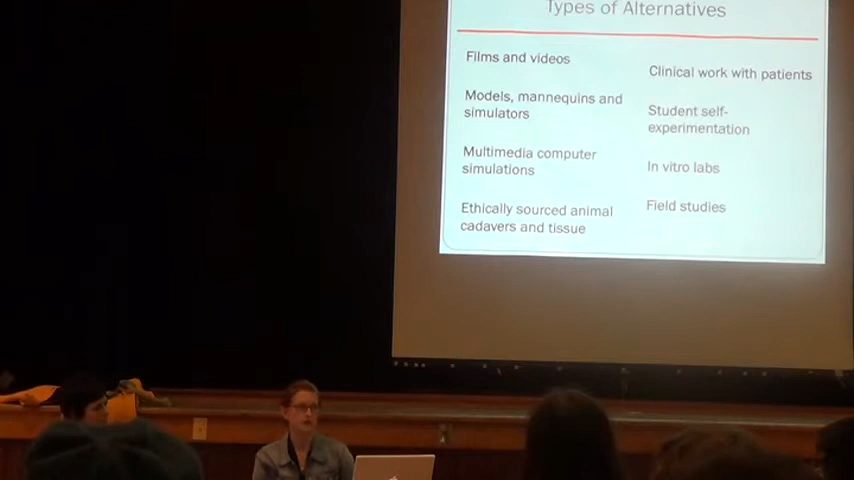 Types of Alternatives
Films and videos
Models, mannequins and
simulators
Multimedia computer
simulations
Ethically sourced animal
cadavers and tissue
Clinical work with patients
Student self-
experimentation
In vitro labs
Field studies